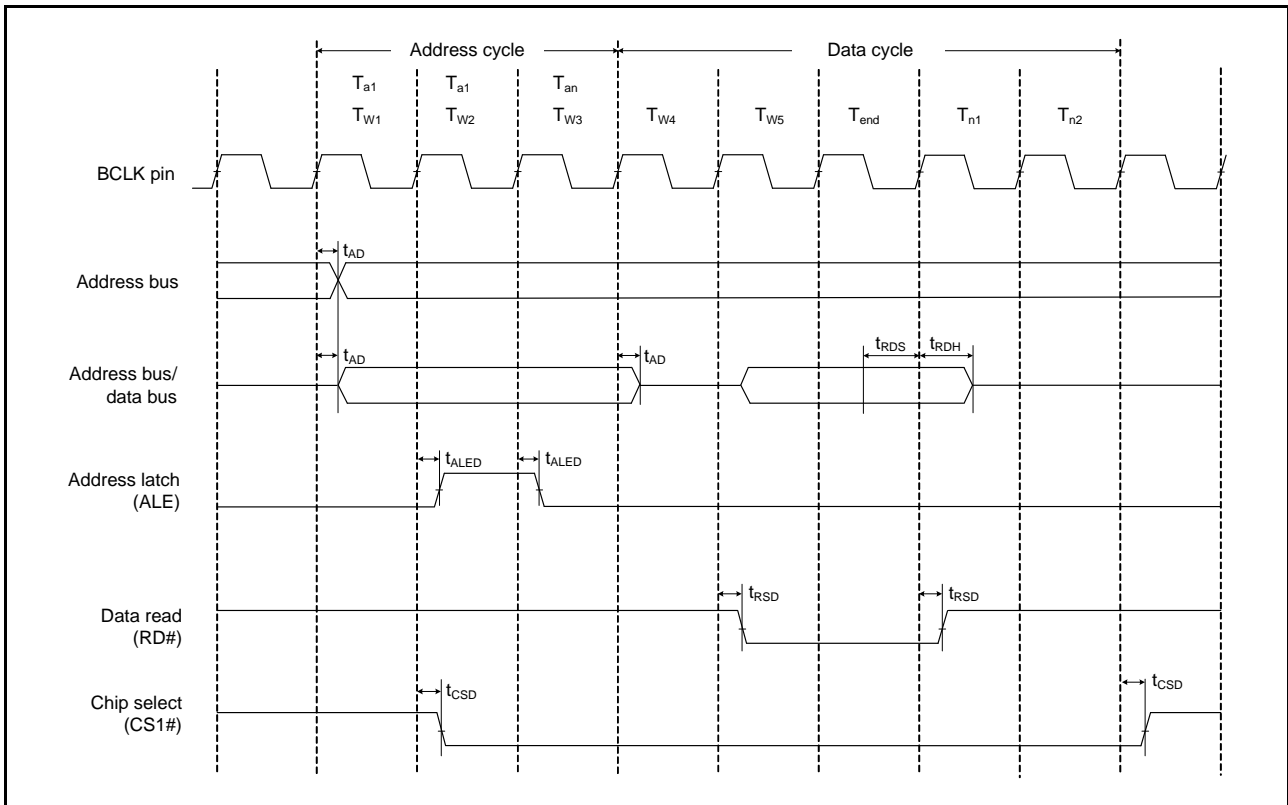 Address cycle Data cycle
Ta1 Ta1 Tan
TW1 TW2 TW3 TW4 TW5 Tend Tn1 Tn2
BCLK pin
tAD
Address bus
tRDS tRDH
tAD tAD
Address bus/
data bus
tALED tALED
Address latch
(ALE)
tRSD tRSD
Data read
(RD#)
tCSD tCSD
Chip select
(CS1#)